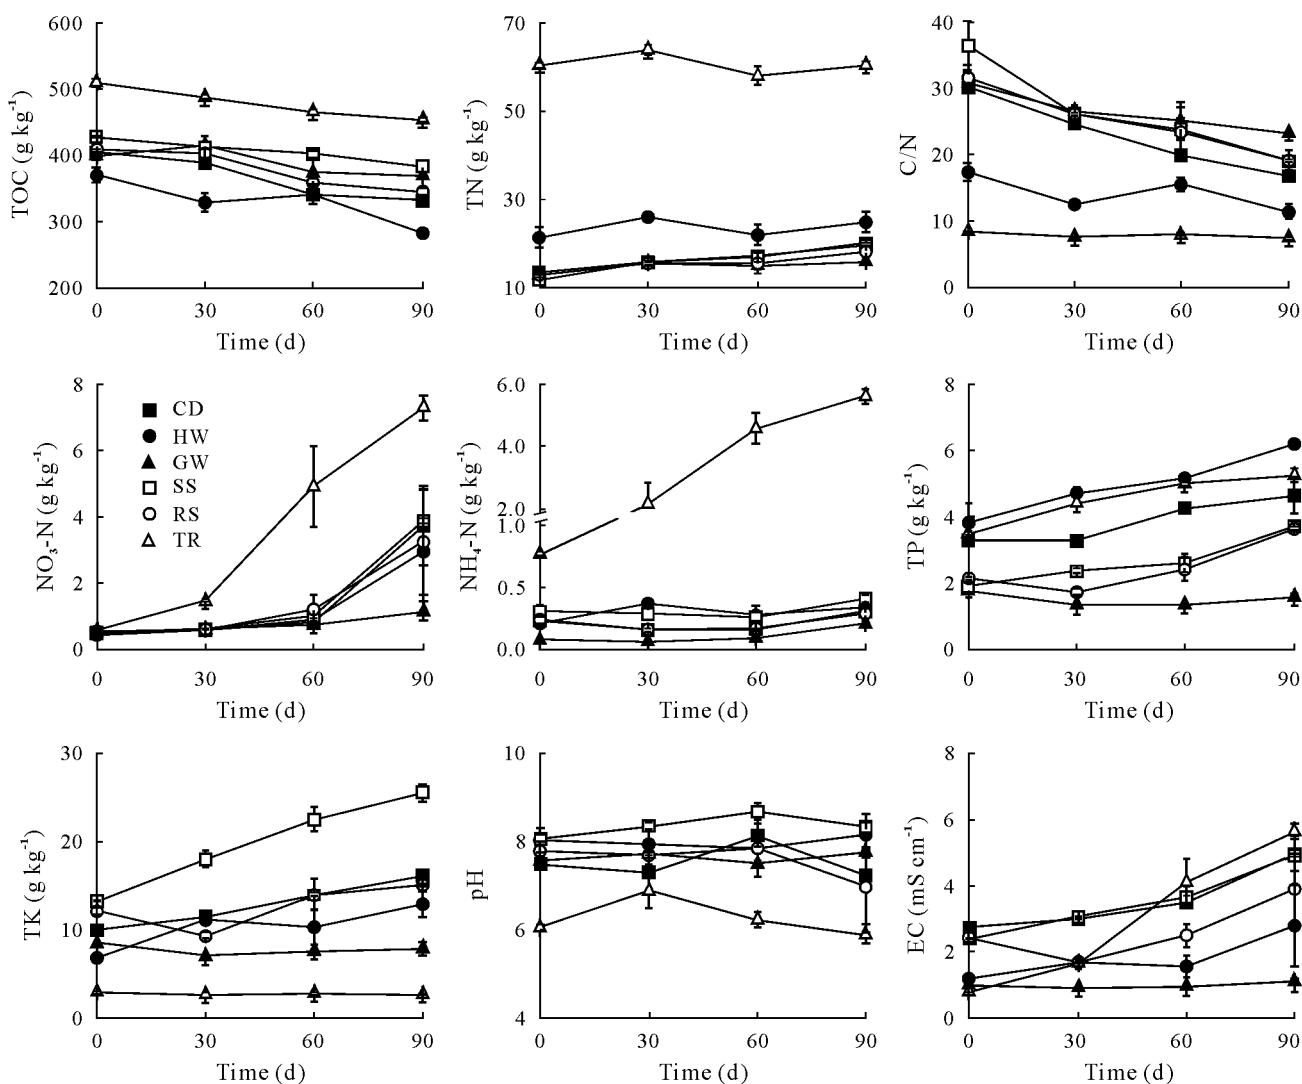 TOC (g kg⁻¹)
600
500
400
300
200
0 30 60 90
Time (d)
TN (g kg⁻¹)
70
50
30
10
0 30 60 90
Time (d)
C/N
40
30
20
10
0
0 30 60 90
Time (d)
NO₃-N (g kg⁻¹)
8
6
4
2
0
CD
HW
GW
SS
RS
TR
0 30 60 90
Time (d)
NH₄-N (g kg⁻¹)
6.0
4.0
2.0
1.0
0.5
0.0
0 30 60 90
Time (d)
TP (g kg⁻¹)
8
6
4
2
0
0 30 60 90
Time (d)
TK (g kg⁻¹)
30
20
10
0
0 30 60 90
Time (d)
pH
10
8
6
4
0 30 60 90
Time (d)
EC (mS cm⁻¹)
8
6
4
2
0
0 30 60 90
Time (d)